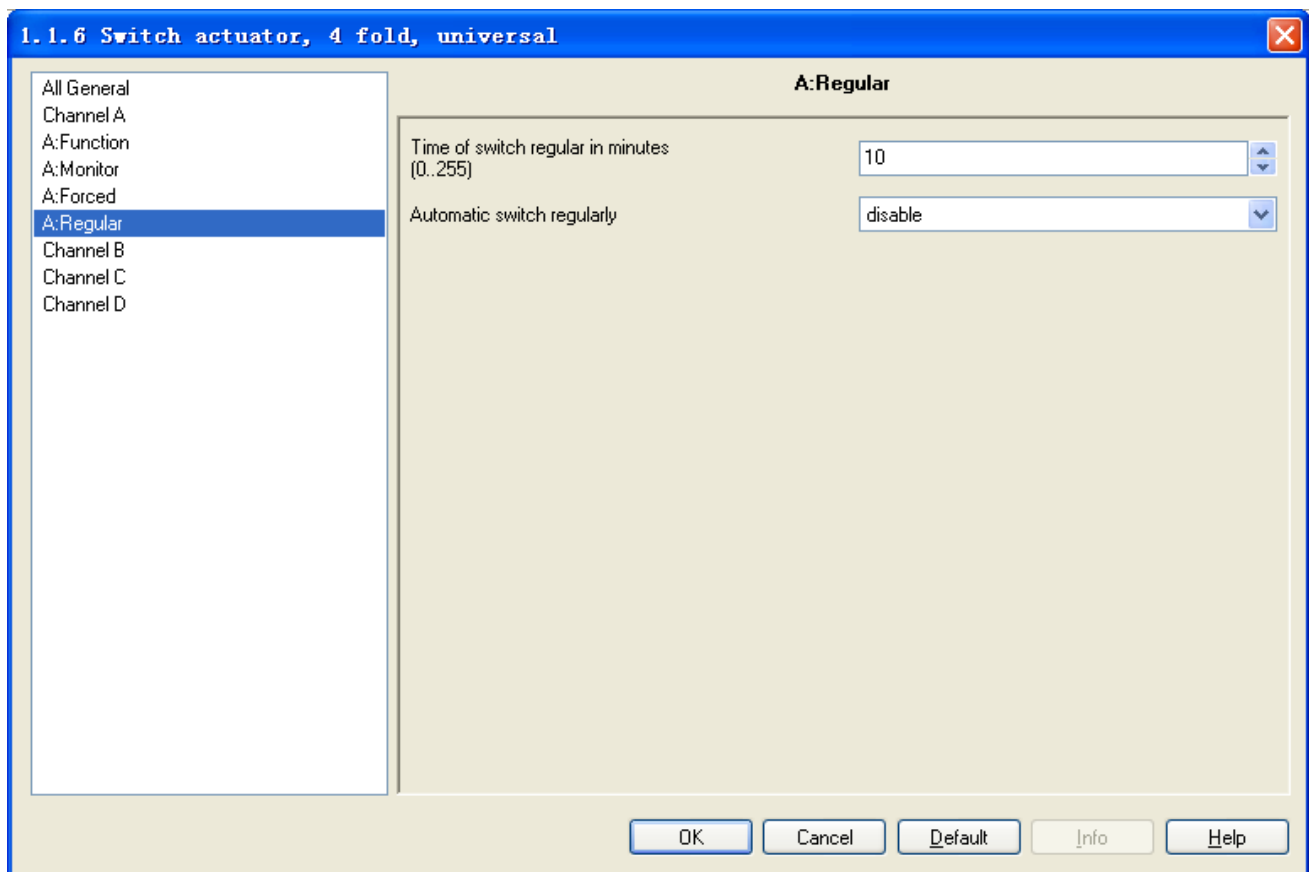 1.1.6 Switch actuator, 4 fold, universal
All General
Channel A
A:Function
A:Monitor
A:Forced
A:Regular
Channel B
Channel C
Channel D
A:Regular
Time of switch regular in minutes
(0..255)
10
Automatic switch regularly
disable
OK
Cancel
Default
Info
Help